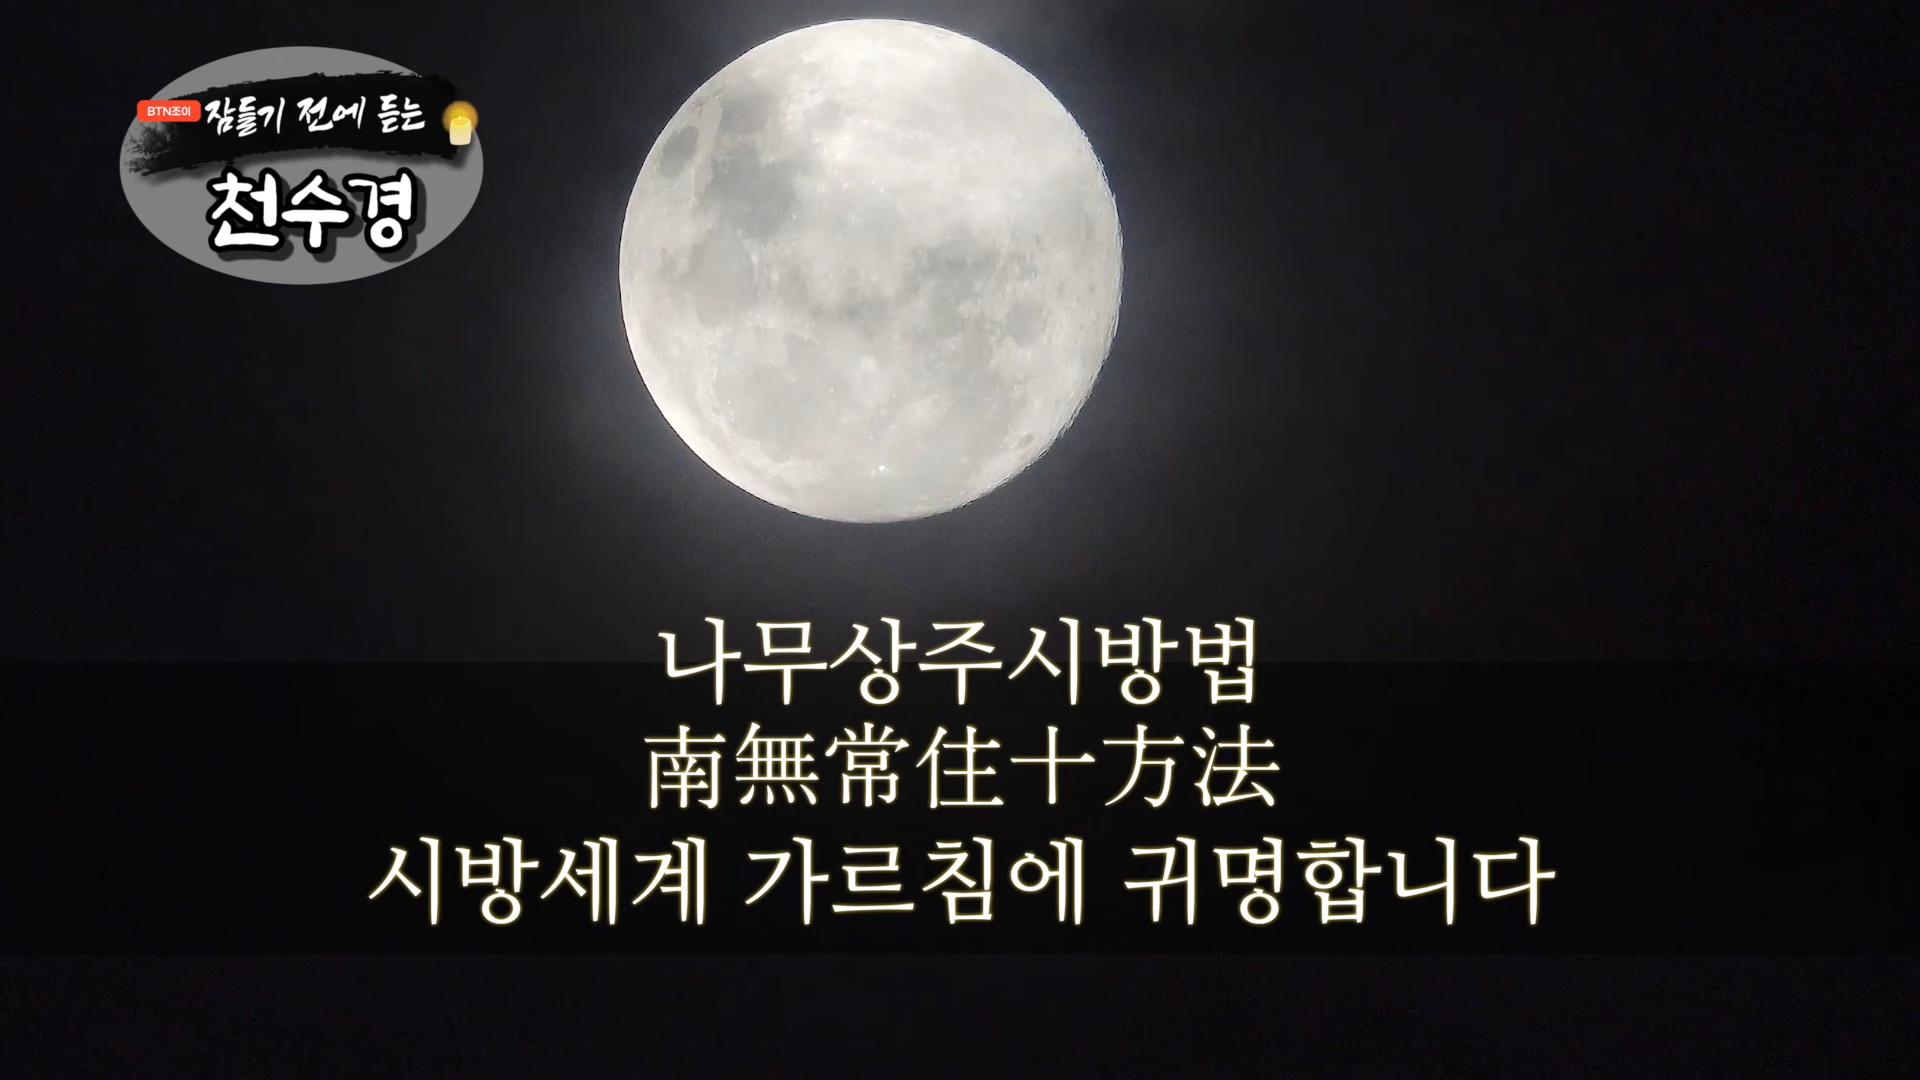 BTN조이
잠들기 전에 듣는
천수경
나무상주시방법
南無常住十方法
시방세계 가르침에 귀명합니다